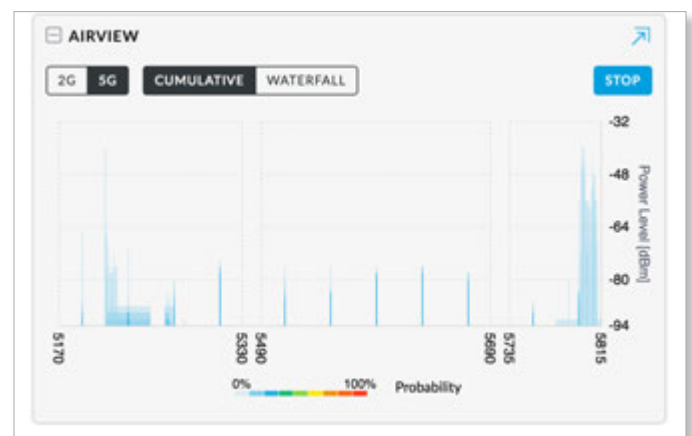 AIRVIEW
2G 5G CUMULATIVE WATERFALL STOP
-32
-48
-64
-80
-94
Power Level [dBm]
5170 5330 5490 5690 5735 5815
0% 100% Probability